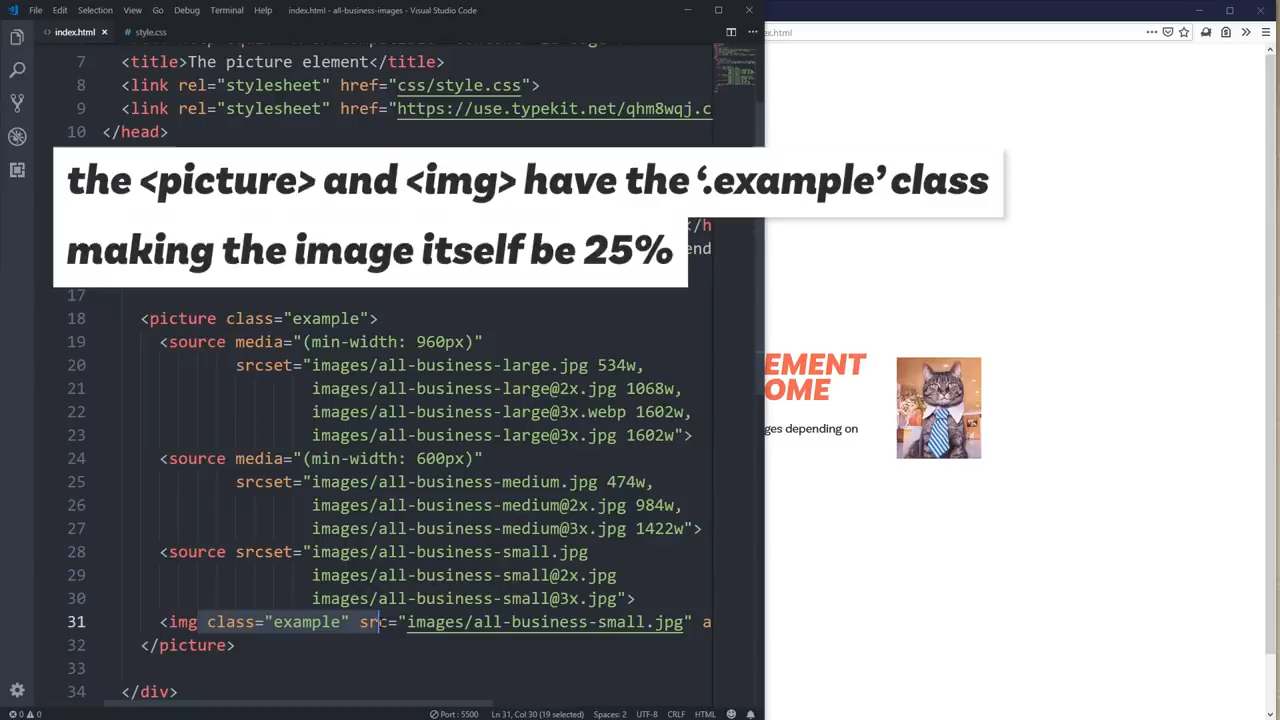 File Edit Selection View Go Debug Terminal Help index.html - all-business-images - Visual Studio Code
index.html × style.css
ex.html
7 <title>The picture element</title>
8 <link rel="stylesheet" href="css/style.css">
9 <link rel="stylesheet" href="https://use.typekit.net/qhm8wqj.c
10 </head>
the <picture> and <img> have the '.example' class
making the image itself be 25%
</h
end
17
18 <picture class="example">
19 <source media="(min-width: 960px)"
20 srcset="images/all-business-large.jpg 534w,
21 images/all-business-large@2x.jpg 1068w,
22 images/all-business-large@3x.webp 1602w,
23 images/all-business-large@3x.jpg 1602w">
24 <source media="(min-width: 600px)"
25 srcset="images/all-business-medium.jpg 474w,
26 images/all-business-medium@2x.jpg 984w,
27 images/all-business-medium@3x.jpg 1422w">
28 <source srcset="images/all-business-small.jpg
29 images/all-business-small@2x.jpg
30 images/all-business-small@3x.jpg">
31 <img class="example" src="images/all-business-small.jpg" a
32 </picture>
33
34 </div>
EMENT
OME
ges depending on
0 0 Port : 5500 Ln 31, Col 30 (19 selected) Spaces: 2 UTF-8 CRLF HTML